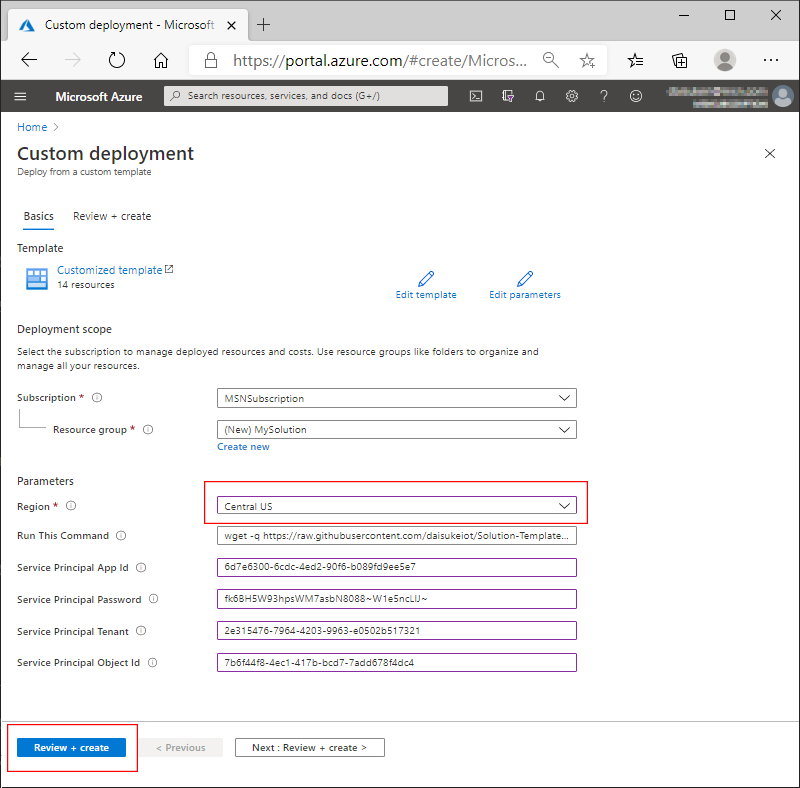 Custom deployment - Microsoft
https://portal.azure.com/#create/Micros...
Microsoft Azure
Search resources, services, and docs (G+/)
Home
Custom deployment
Deploy from a custom template
Basics
Review + create
Template
Customized template
14 resources
Edit template
Edit parameters
Deployment scope
Select the subscription to manage deployed resources and costs. Use resource groups like folders to organize and
manage all your resources.
Subscription *
MSNSubscription
Resource group *
(New) MySolution
Create new
Parameters
Region *
Central US
Run This Command
wget -q https://raw.githubusercontent.com/daisukeiot/Solution-Template...
Service Principal App Id
6d7e6300-6cdc-4ed2-90f6-b089fd9ee5e7
Service Principal Password
fk6BH5W93hpsWM7asbN8088~W1e5ncLIJ~
Service Principal Tenant
2e315476-7964-4203-9963-e0502b517321
Service Principal Object Id
7b6f44f8-4ec1-417b-bcd7-7add678f4dc4
Review + create
< Previous
Next : Review + create >